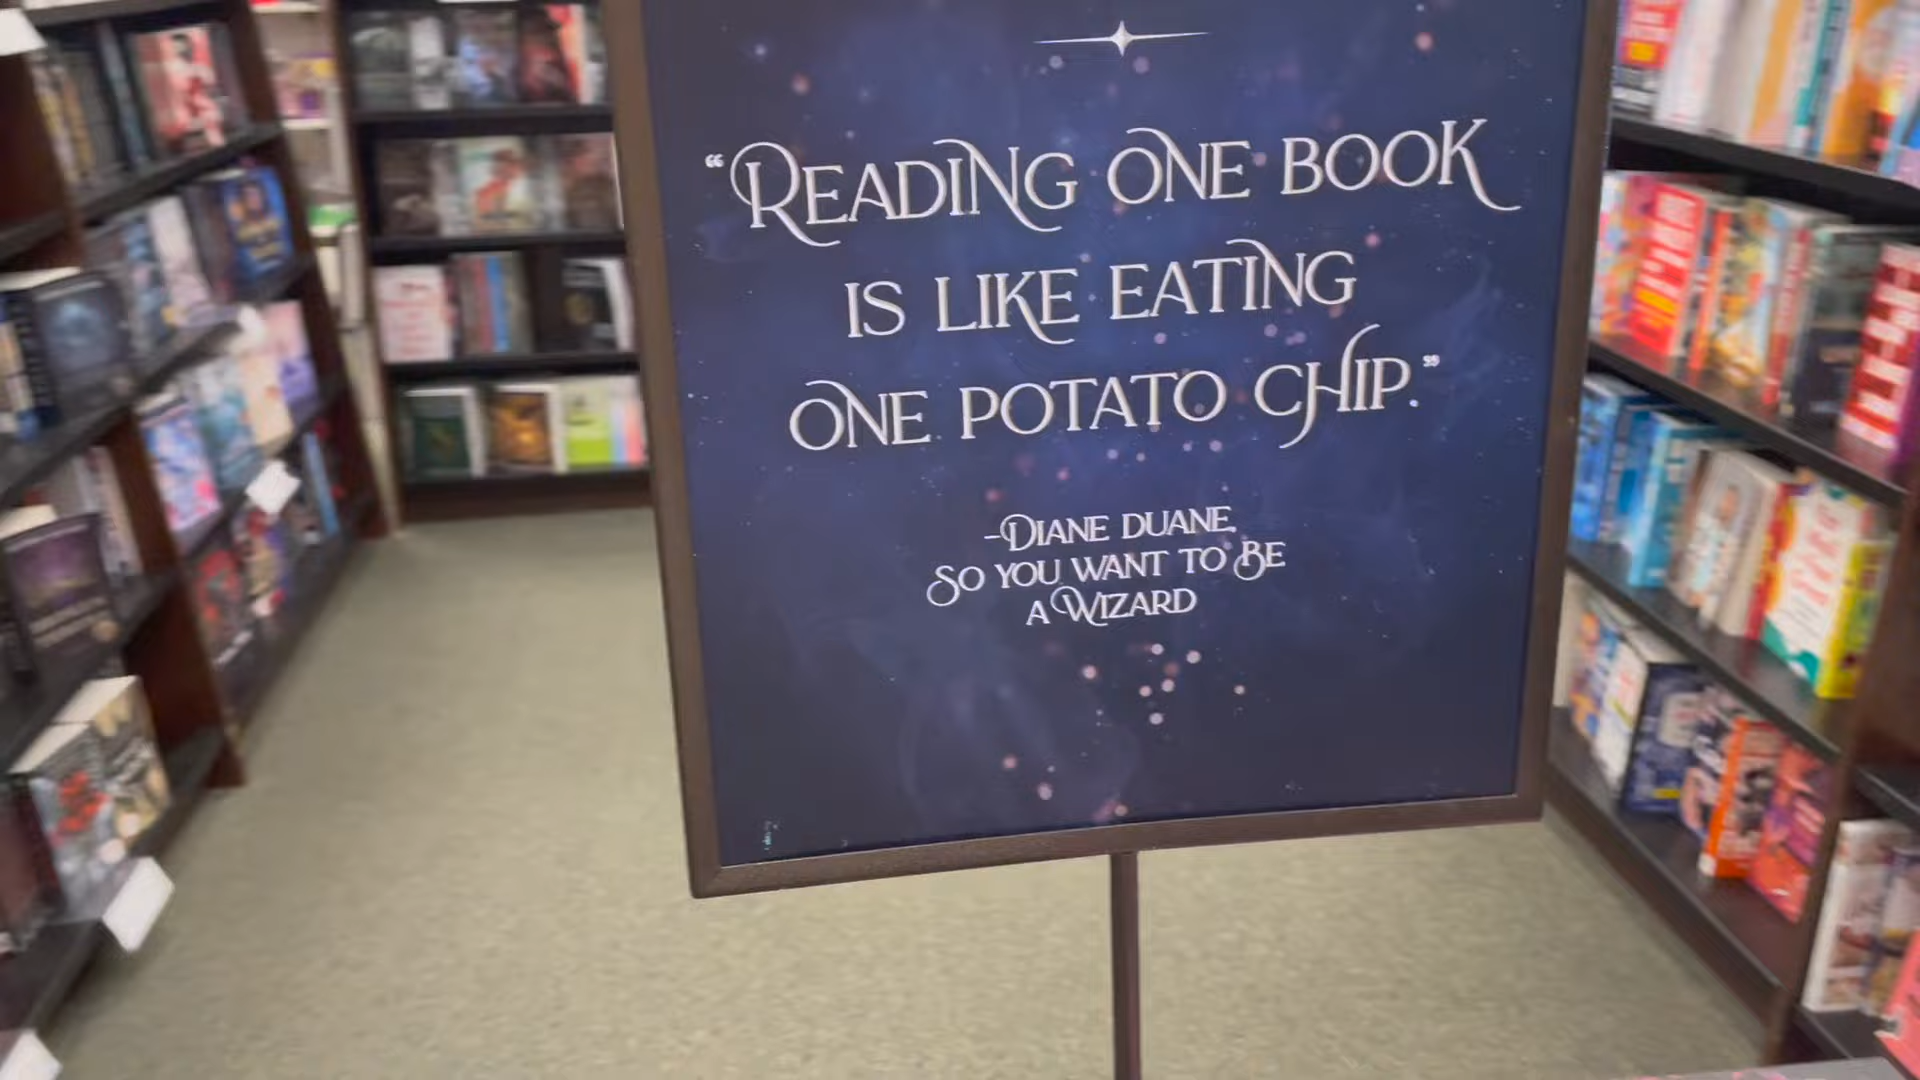 “READING ONE BOOK
IS LIKE EATING
ONE POTATO CHIP.”
–DIANE DUANE,
SO YOU WANT TO BE
A WIZARD